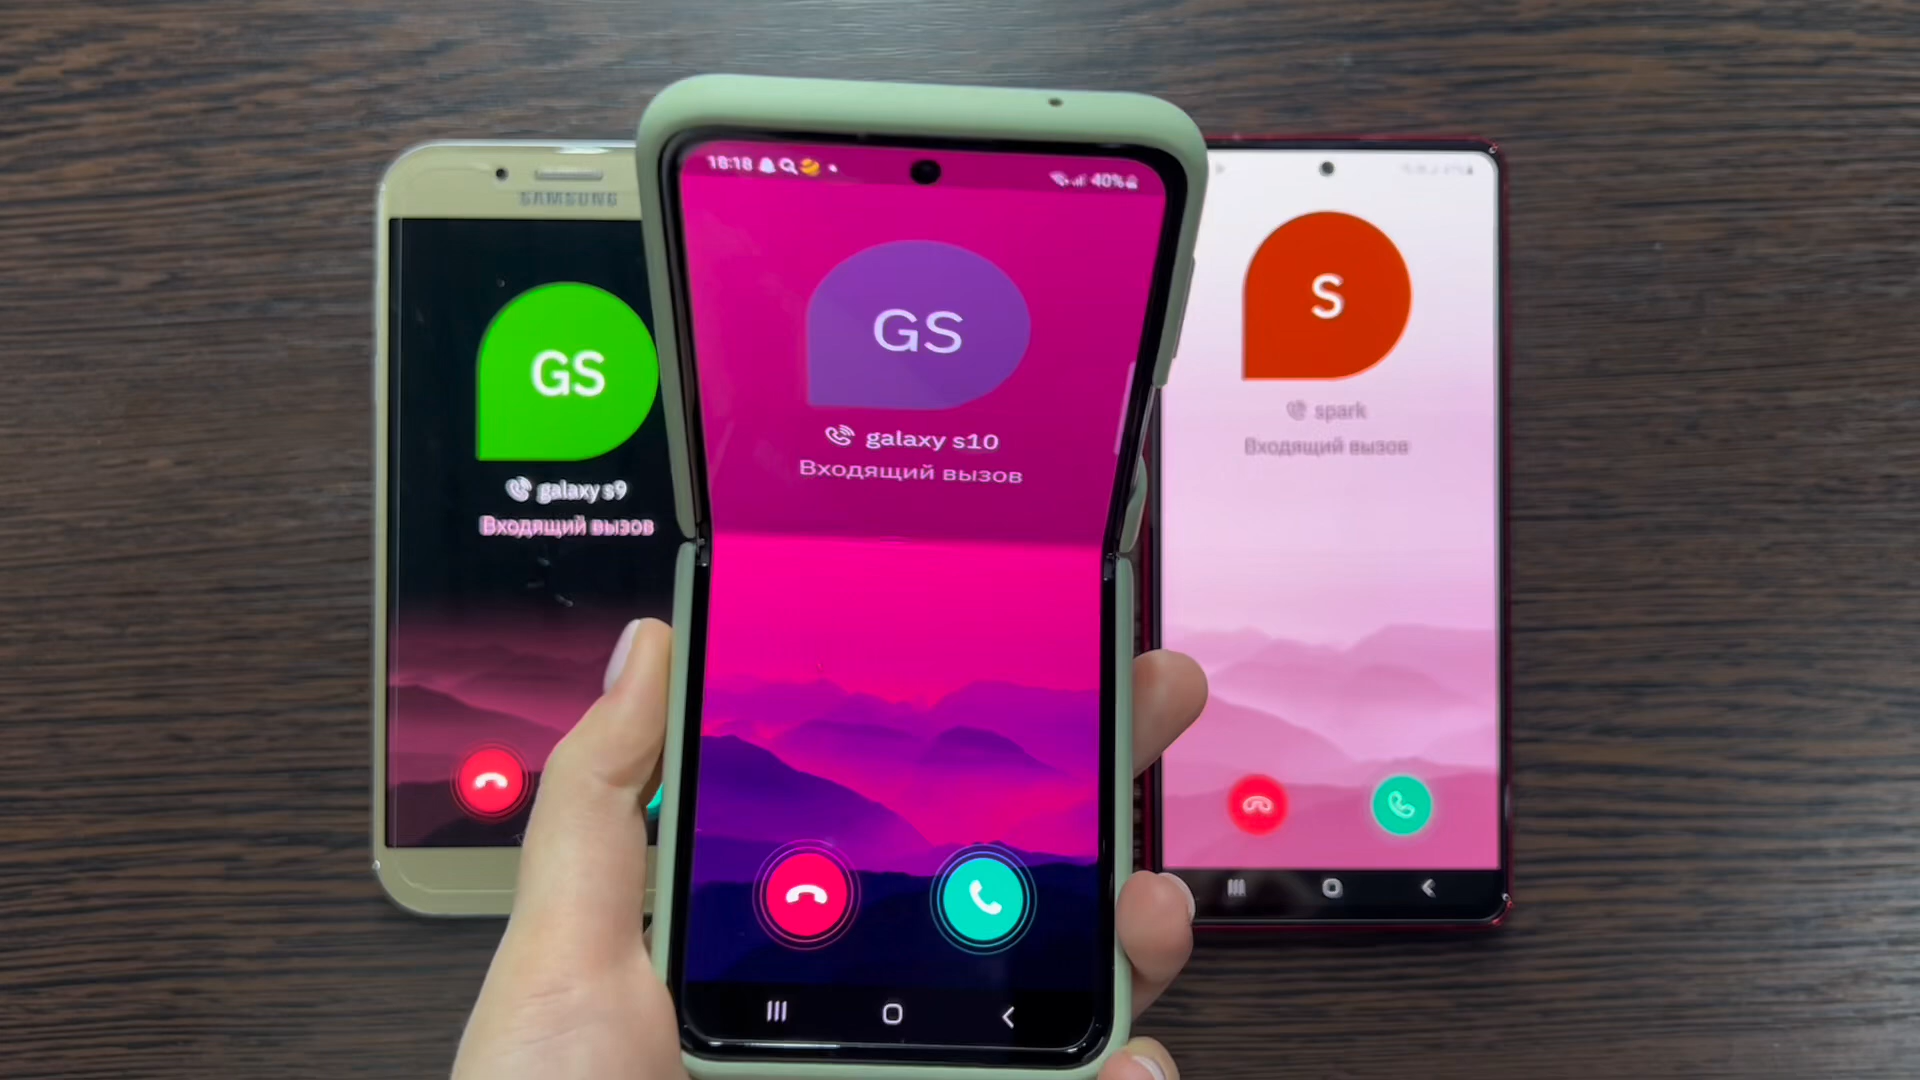 SAMSUNG
GS
galaxy s9
Входящий вызов
18:18
40%
GS
galaxy s10
Входящий вызов
S
spark
Входящий вызов